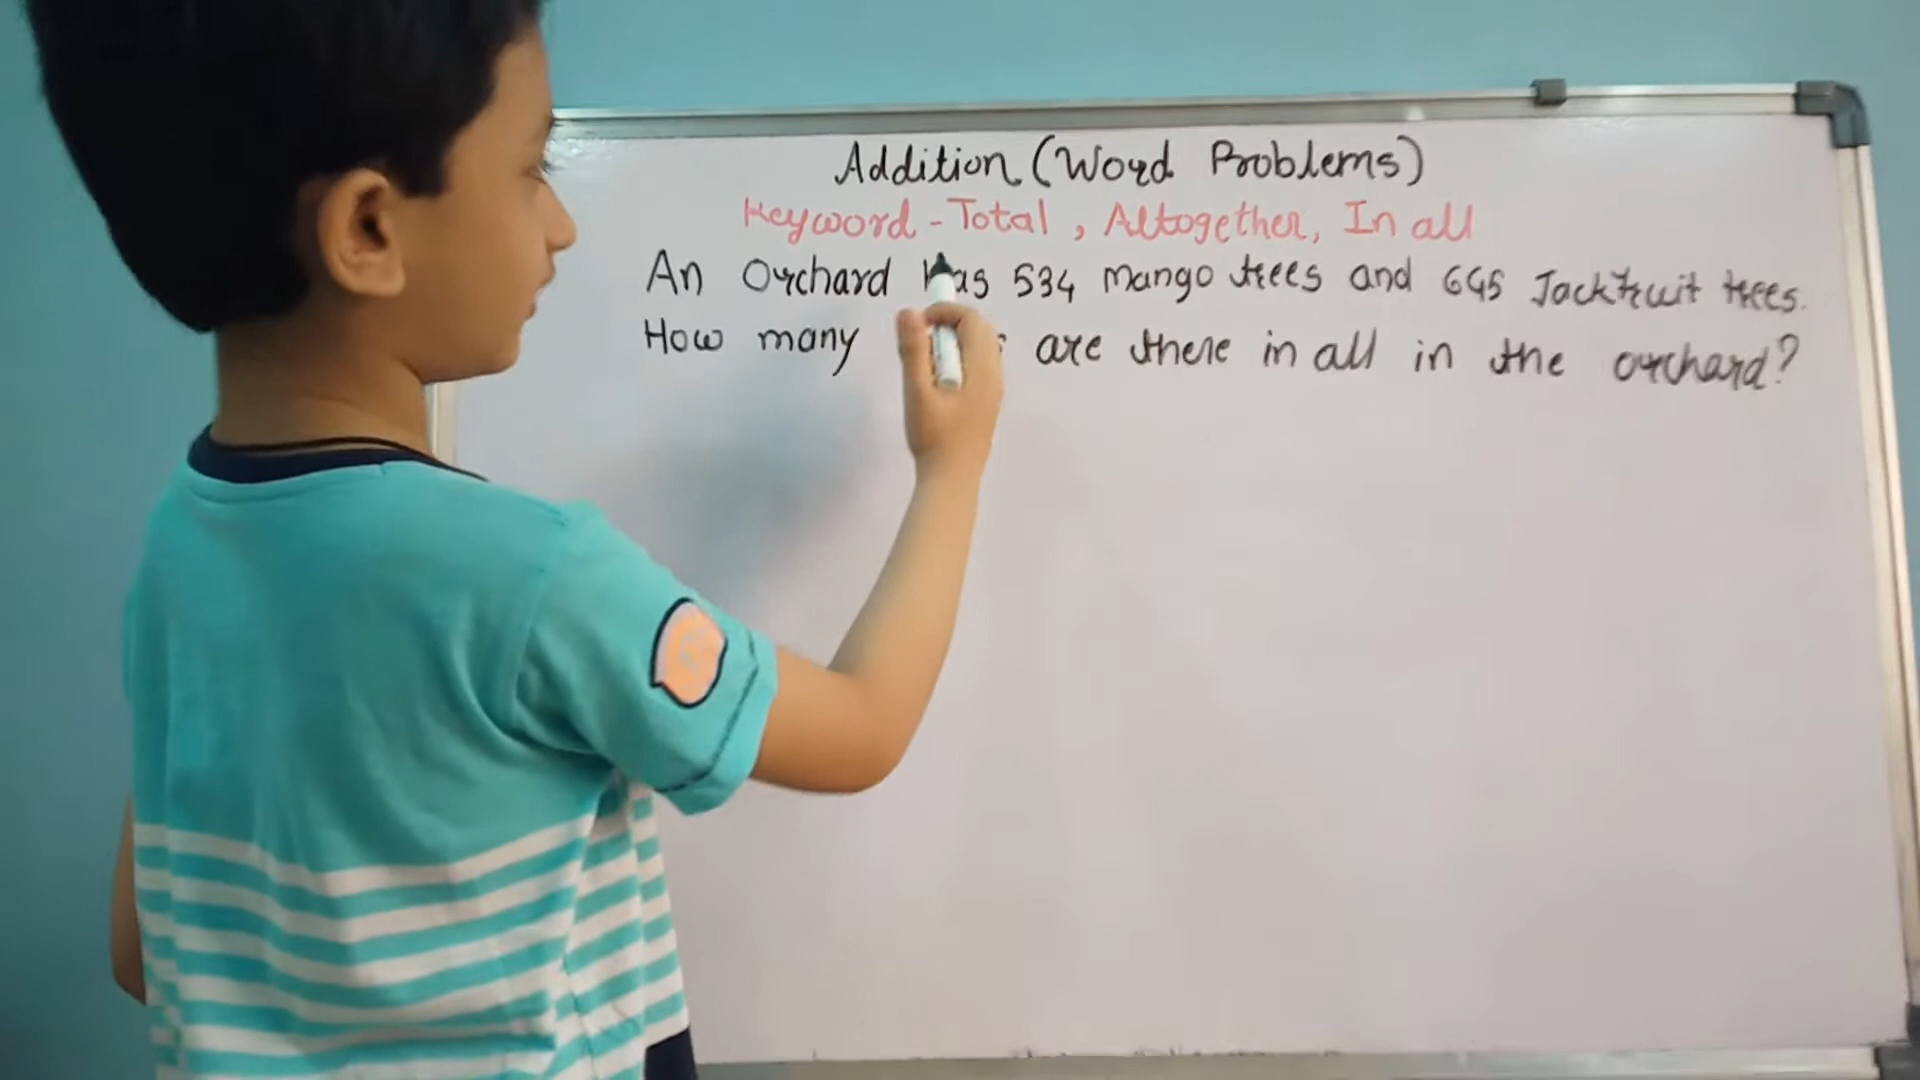 Addition (Word Problems)
Keyword - Total, Altogether, In all
An Orchard has 534 mango trees and 645 Jackfruit trees.
How many are there in all in the orchard?